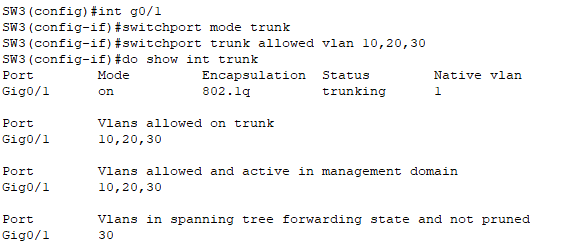 SW3(config)#int g0/1
SW3(config-if)#switchport mode trunk
SW3(config-if)#switchport trunk allowed vlan 10,20,30
SW3(config-if)#do show int trunk
Port        Mode         Encapsulation  Status        Native vlan
Gig0/1      on           802.1q         trunking      1

Port        Vlans allowed on trunk
Gig0/1      10,20,30

Port        Vlans allowed and active in management domain
Gig0/1      10,20,30

Port        Vlans in spanning tree forwarding state and not pruned
Gig0/1      30